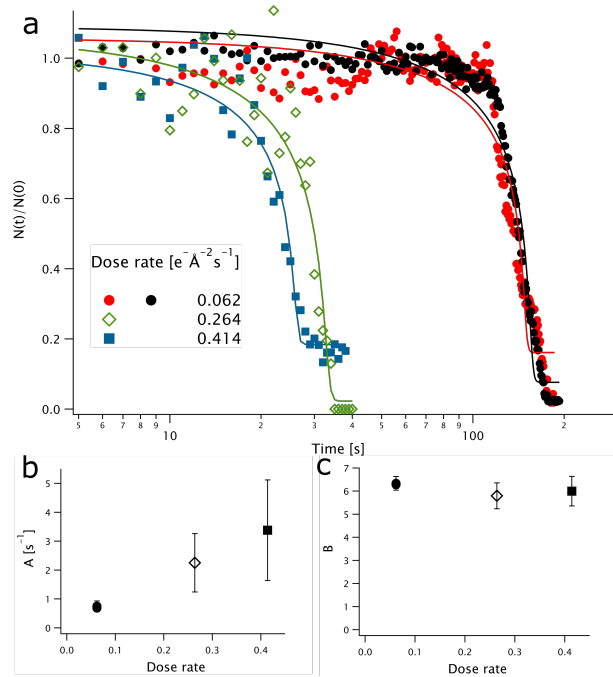 a
N(t)/N(0)
1.0
0.8
0.6
0.4
0.2
0.0
Dose rate [e⁻Å⁻²s⁻¹]
0.062
0.264
0.414
5 6 7 8 9 10 2 3 4 5 6 7 8 9 100 2
Time [s]
b
A [s⁻¹]
5
4
3
2
1
0
0.0 0.1 0.2 0.3 0.4
Dose rate
c
B
7
6
5
4
3
2
1
0
0.0 0.1 0.2 0.3 0.4
Dose rate